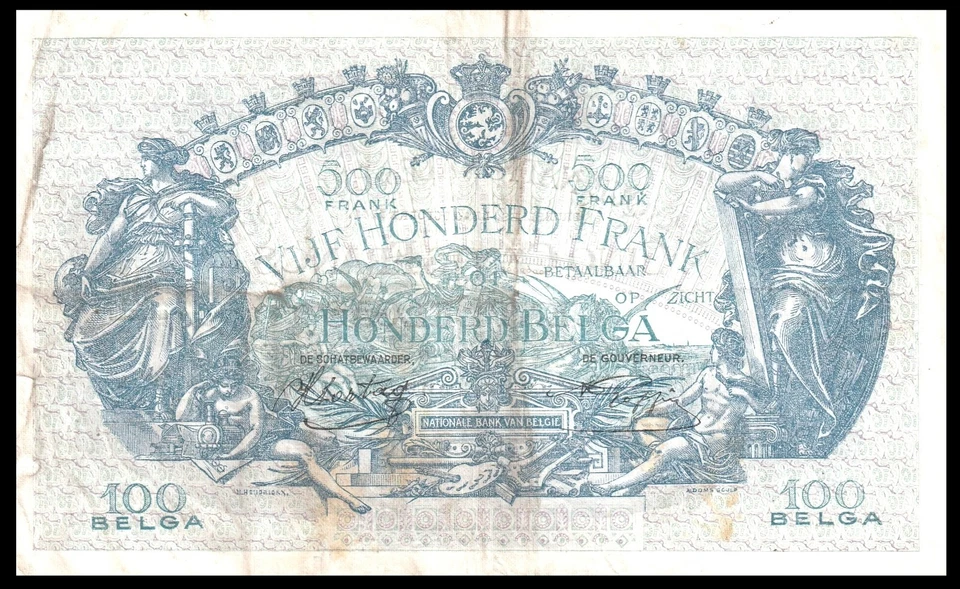 500 500
FRANK FRANK
VIJF HONDERD FRANK
OF BETAALBAAR
OP ZICHT
HONDERD BELGA
DE SCHATBEWAARDER, DE GOUVERNEUR.
NATIONALE BANK VAN BELGIE
100 100
BELGA BELGA